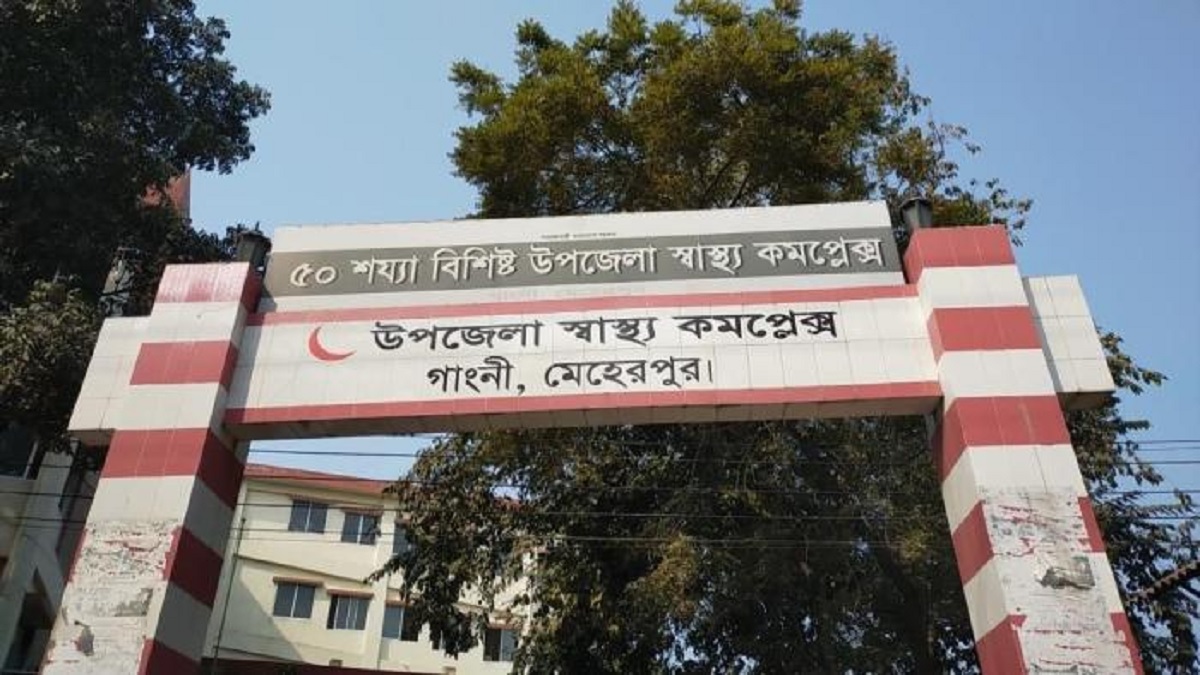 ৫০ শয্যা বিশিষ্ট উপজেলা স্বাস্থ্য কমপ্লেক্স
উপজেলা স্বাস্থ্য কমপ্লেক্স
গাংনী, মেহেরপুর।